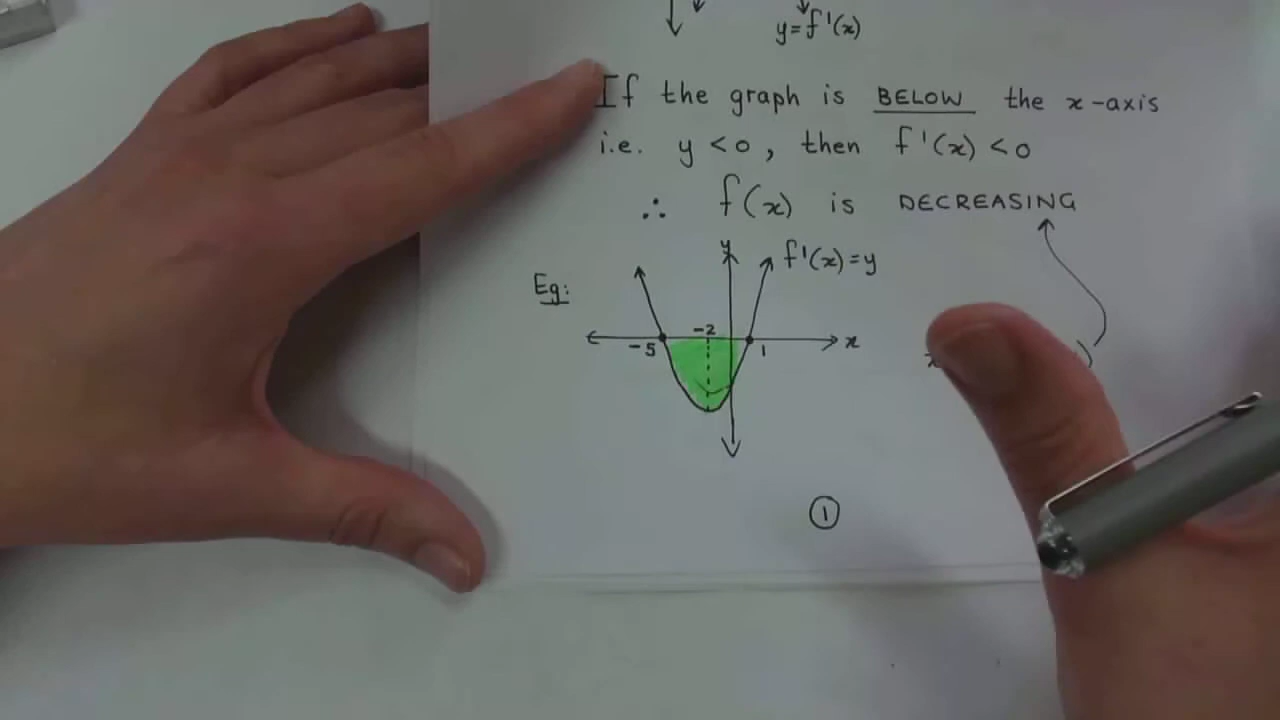 y=f'(x)
If the graph is BELOW the x-axis
i.e. y<0, then f'(x)<0
∴ f(x) is DECREASING
Eg:
y
f'(x)=y
-2
-5
1
x
①